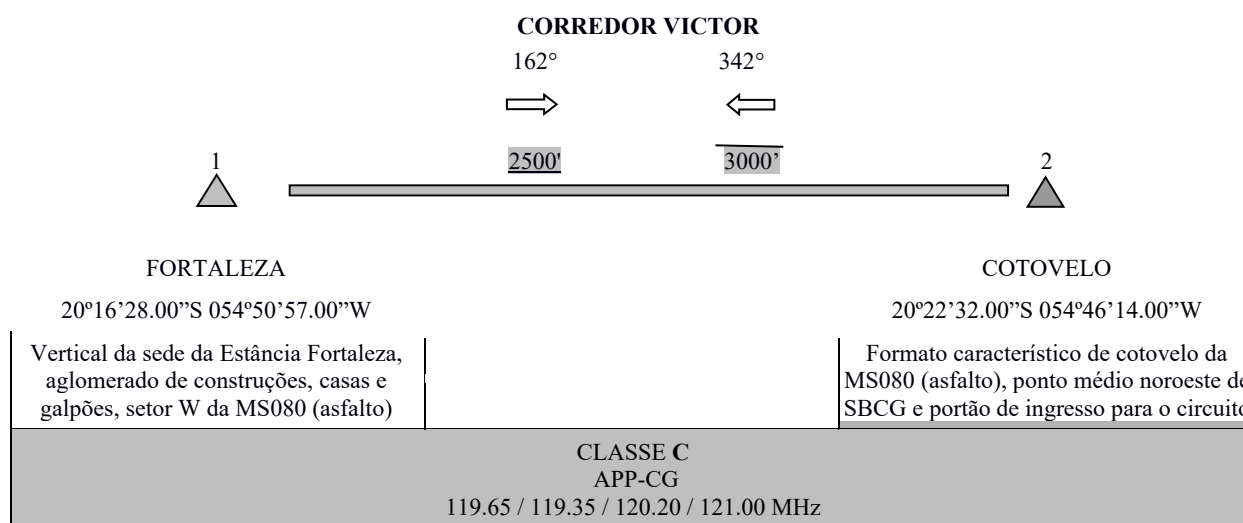 CORREDOR VICTOR
162° 342°
1 2500' 3000’ 2
FORTALEZA COTOVELO
20º16’28.00”S 054º50’57.00”W 20º22’32.00”S 054º46’14.00”W
Vertical da sede da Estância Fortaleza,
aglomerado de construções, casas e
galpões, setor W da MS080 (asfalto)
Formato característico de cotovelo da
MS080 (asfalto), ponto médio noroeste de
SBCG e portão de ingresso para o circuito
CLASSE C
APP-CG
119.65 / 119.35 / 120.20 / 121.00 MHz